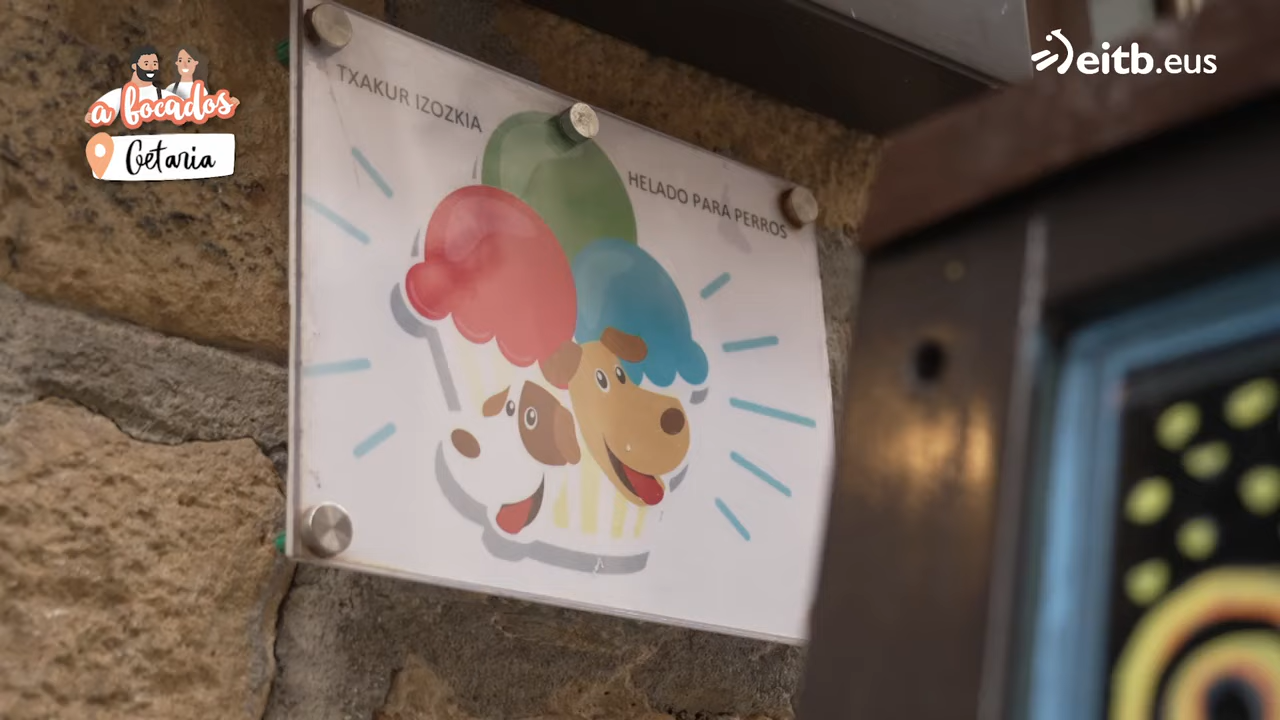 a bocados
Getaria
eitb.eus
TXAKUR IZOZKIA
HELADO PARA PERROS